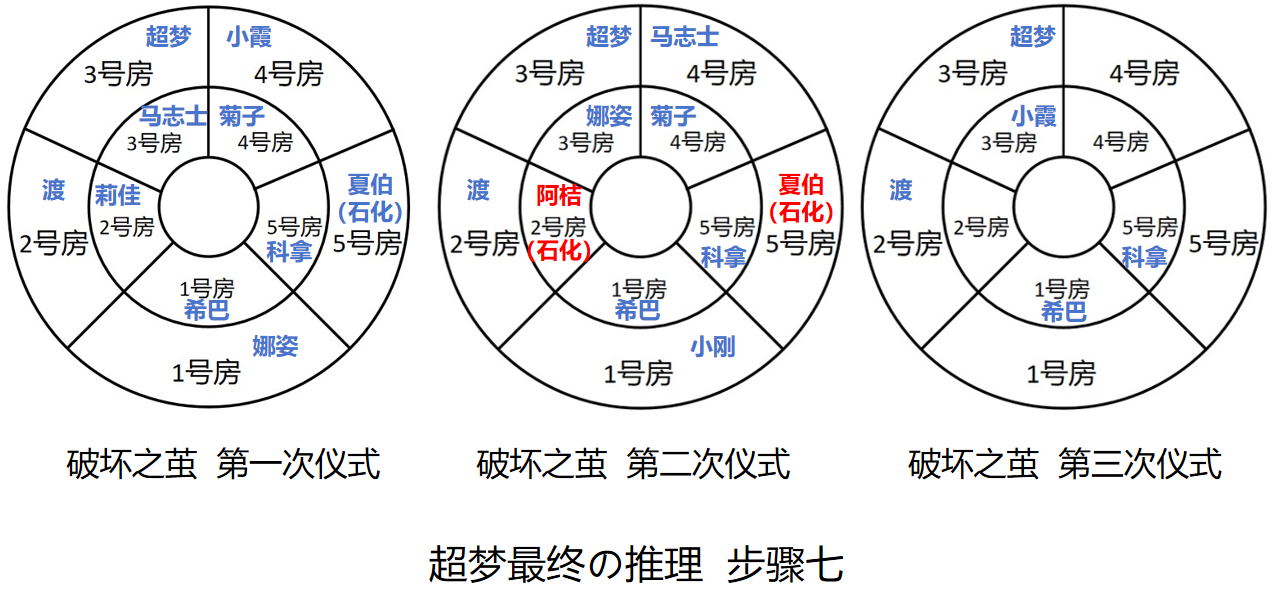 超梦 小霞
3号房 4号房
马志士 菊子
3号房 4号房
渡 莉佳 夏伯
(石化)
2号房 2号房 5号房 5号房
科拿
1号房
希巴
娜姿
1号房
破坏之茧 第一次仪式
超梦 马志士
3号房 4号房
娜姿 菊子
3号房 4号房
渡 阿桔 夏伯
(石化)
2号房 2号房 5号房 5号房
(石化) 科拿
1号房
希巴
小刚
1号房
破坏之茧 第二次仪式
超梦
3号房 4号房
小霞
3号房 4号房
渡
2号房 2号房 5号房 5号房
科拿
1号房
希巴
1号房
破坏之茧 第三次仪式
超梦最终の推理 步骤七